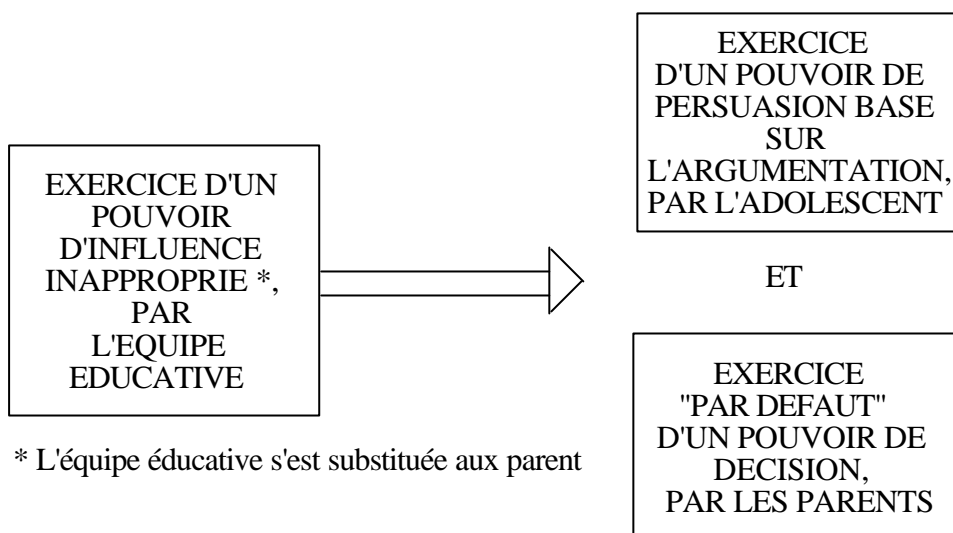 EXERCICE D'UN
POUVOIR
D'INFLUENCE
INAPPROPRIE *,
PAR
L'EQUIPE
EDUCATIVE
* L'équipe éducative s'est substituée aux parent
EXERCICE
D'UN POUVOIR DE
PERSUASION BASE
SUR
L'ARGUMENTATION,
PAR L'ADOLESCENT
ET
EXERCICE
"PAR DEFAUT"
D'UN POUVOIR DE
DECISION,
PAR LES PARENTS